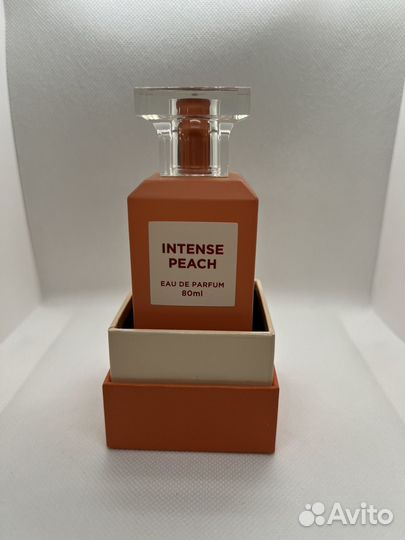 INTENSE
PEACH
EAU DE PARFUM
80ml
Avito